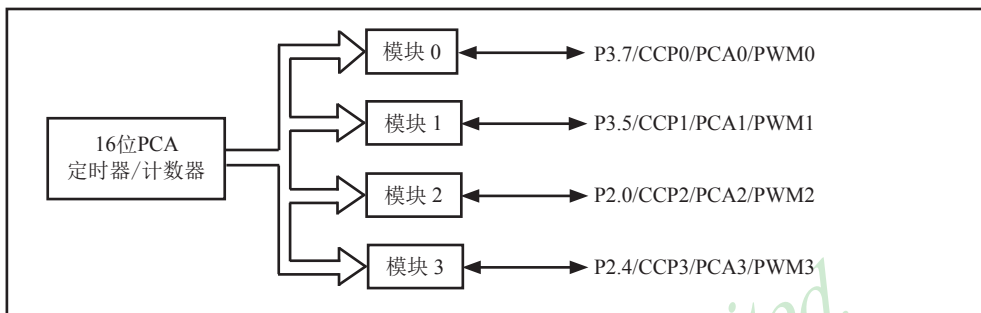 16位PCA
定时器/计数器
模块 0
P3.7/CCP0/PCA0/PWM0
模块 1
P3.5/CCP1/PCA1/PWM1
模块 2
P2.0/CCP2/PCA2/PWM2
模块 3
P2.4/CCP3/PCA3/PWM3